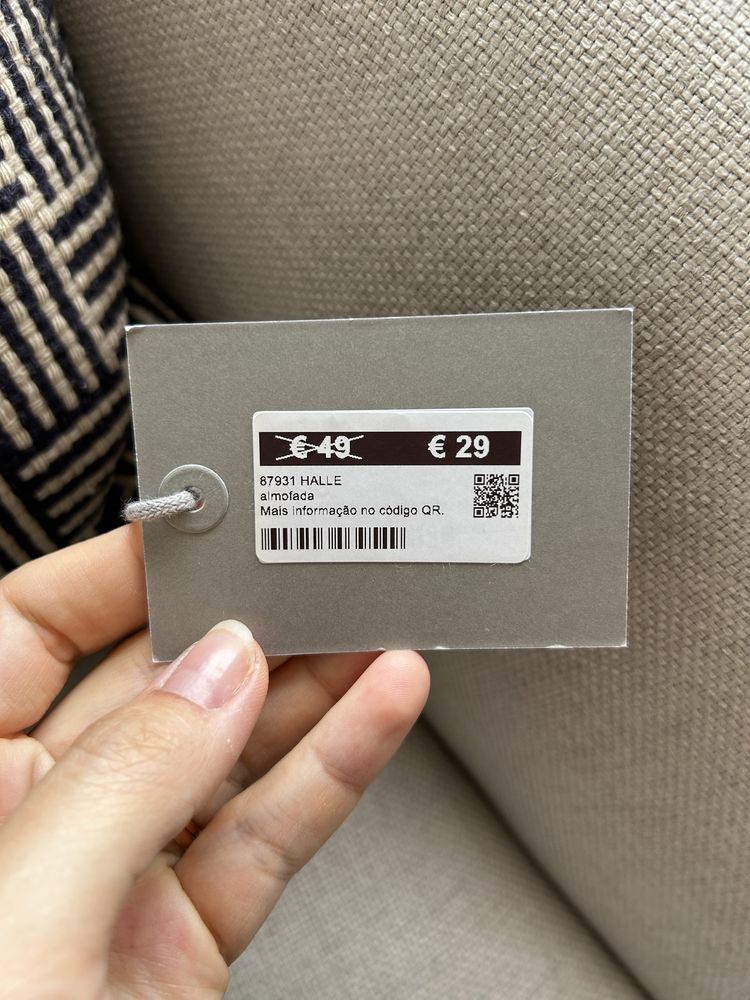 € 49 € 29
87931 HALLE
almofada
Mais informação no código QR.